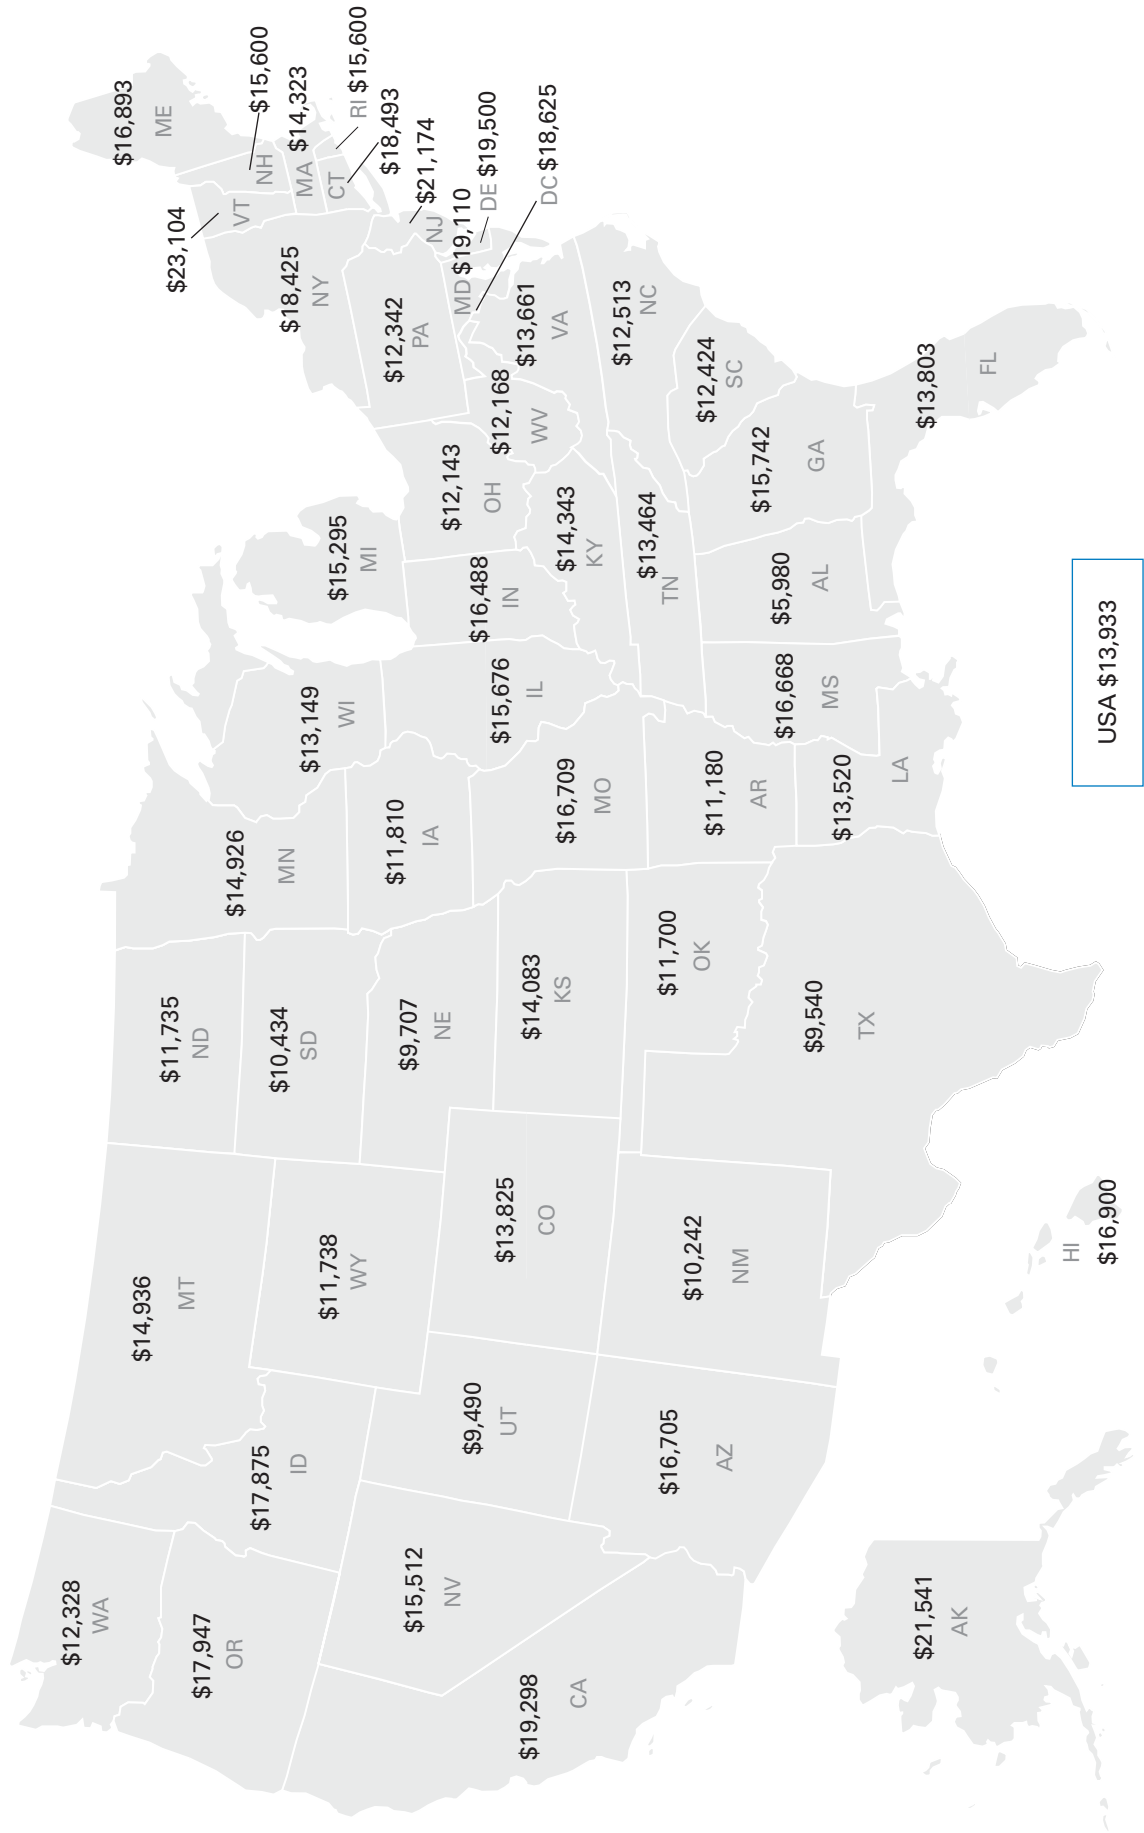 $12,328
WA
$17,947
OR
$19,298
CA
$17,875
ID
$15,512
NV
$14,936
MT
$11,738
WY
$9,490
UT
$16,705
AZ
$13,825
CO
$10,242
NM
$11,735
ND
$10,434
SD
$9,707
NE
$14,083
KS
$11,700
OK
$9,540
TX
$14,926
MN
$11,810
IA
$16,709
MO
$11,180
AR
$13,520
LA
$13,149
WI
$15,676
IL
$16,668
MS
$15,295
MI
$16,488
IN
$14,343
KY
$13,464
TN
$5,980
AL
$12,143
OH
$12,168
WV
$15,742
GA
$13,803
FL
$12,424
SC
$12,513
NC
$13,661
VA
$12,342
PA
$18,425
NY
$23,104
VT
$16,893
ME
NH
$15,600
MA $14,323
RI $15,600
CT
$18,493
NJ $21,174
MD $19,110
DE $19,500
DC $18,625
$21,541
AK
HI
$16,900
USA $13,933